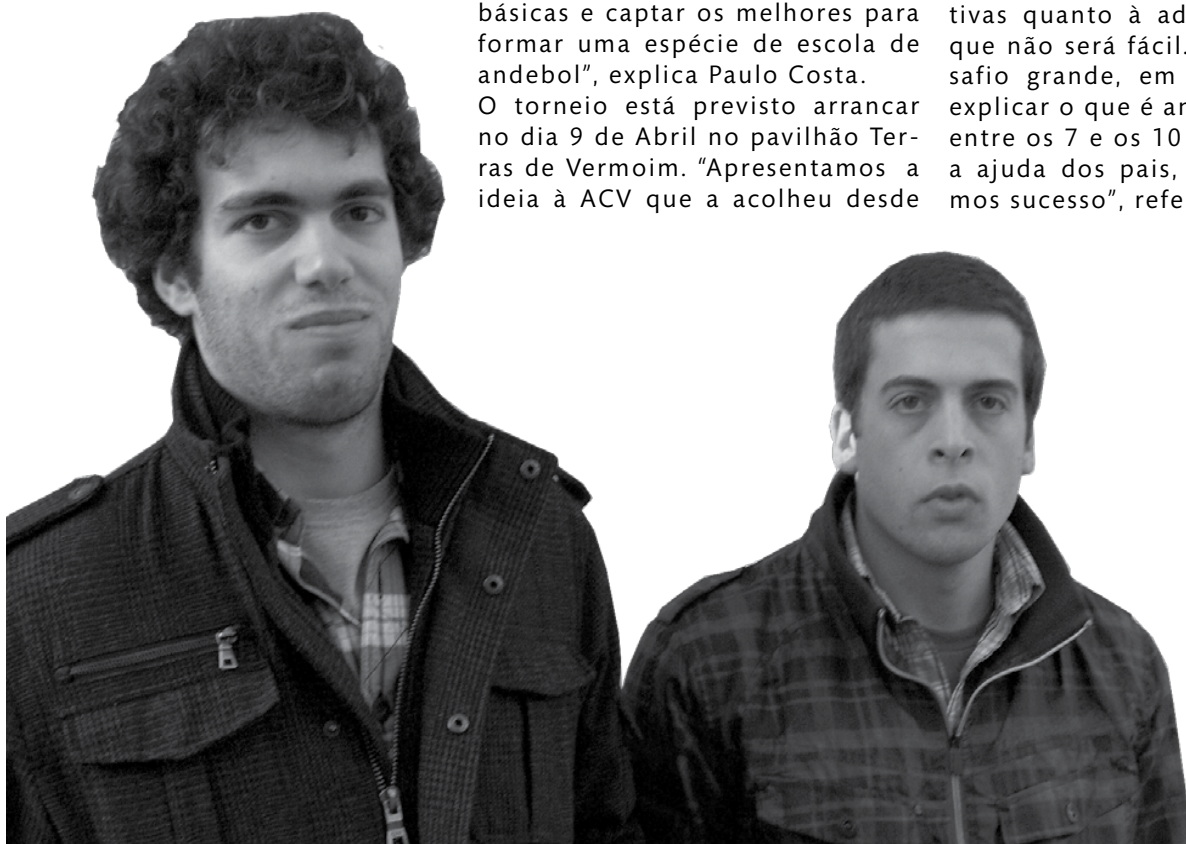 básicas e captar os melhores para
formar uma espécie de escola de
andebol”, explica Paulo Costa.
O torneio está previsto arrancar
no dia 9 de Abril no pavilhão Ter-
ras de Vermoim. “Apresentamos a
ideia à ACV que a acolheu desde
tivas quanto à ad
que não será fácil.
safio grande, em
explicar o que é an
entre os 7 e os 10
a ajuda dos pais,
mos sucesso”, refe